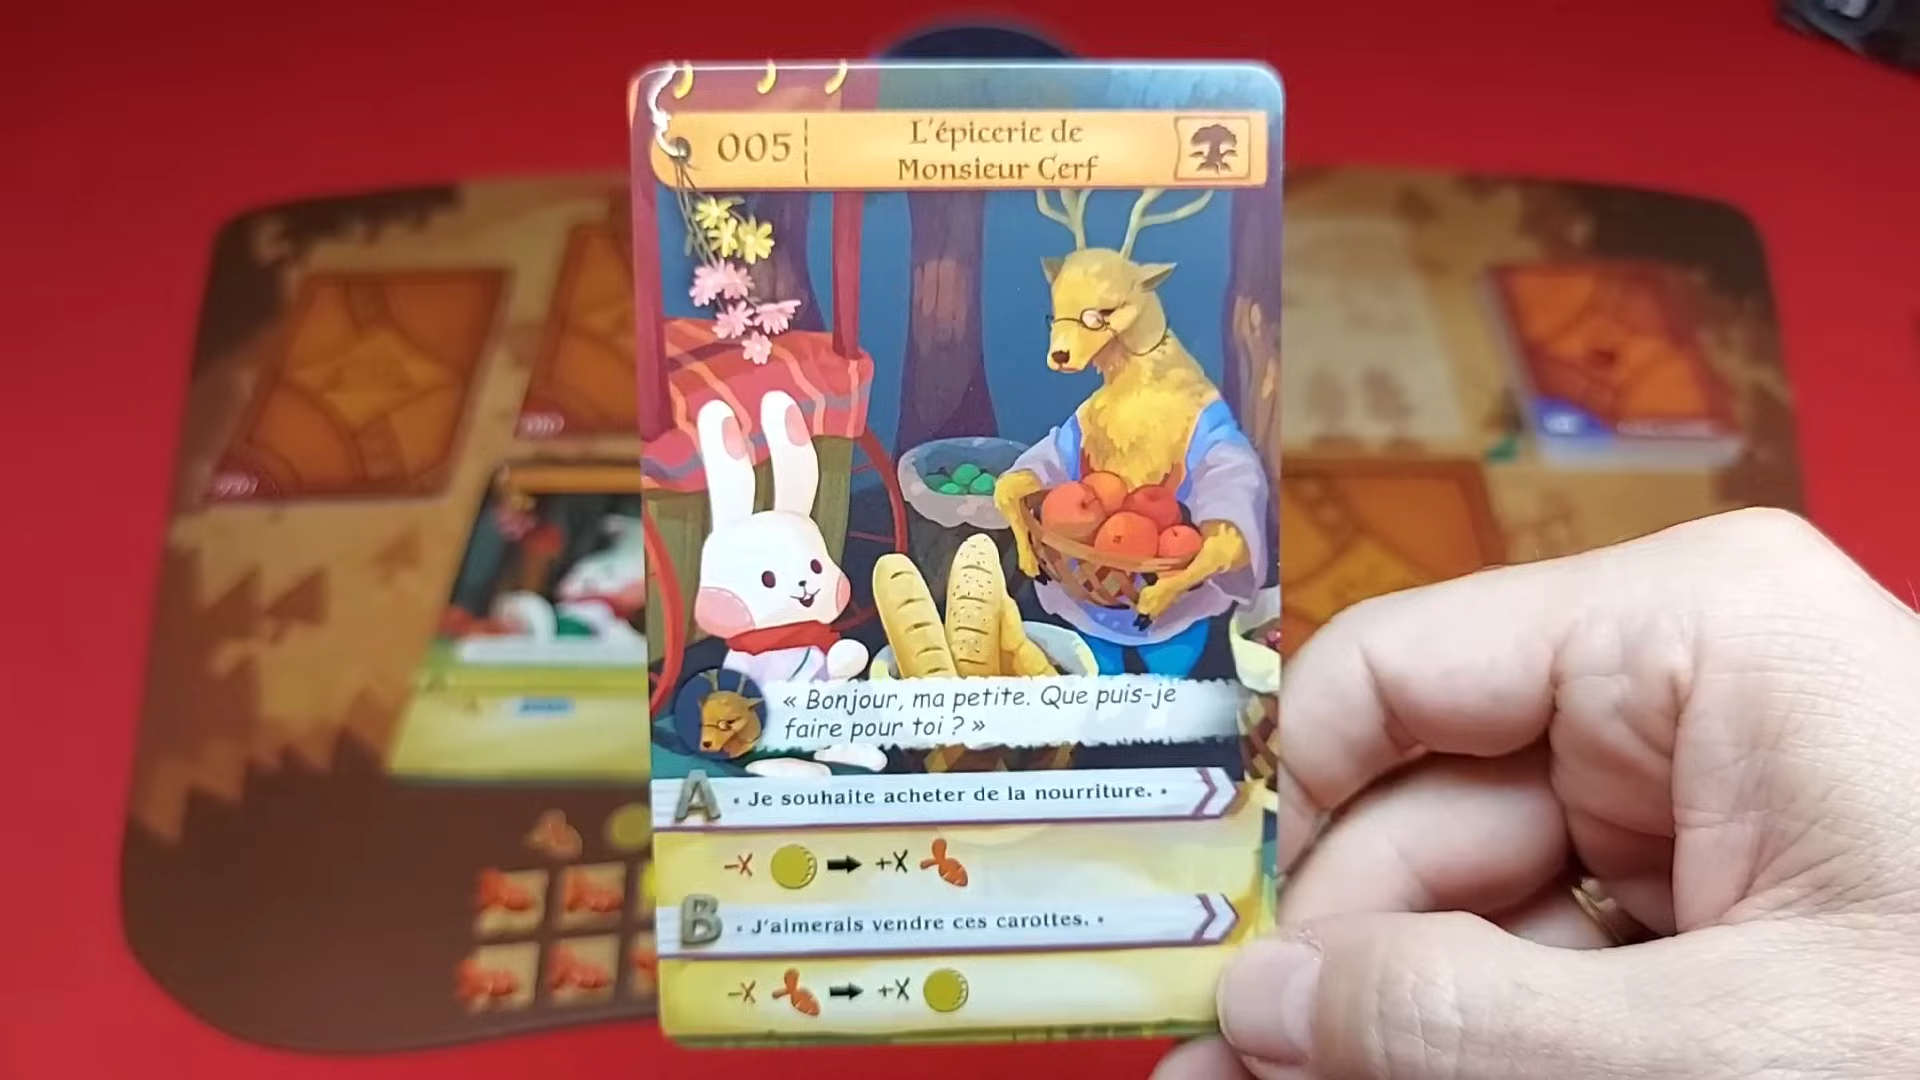 005
L'épicerie de
Monsieur Cerf
« Bonjour, ma petite. Que puis-je
faire pour toi ? »
A « Je souhaite acheter de la nourriture. »
-X → +X
B « J'aimerais vendre ces carottes. »
-X → +X